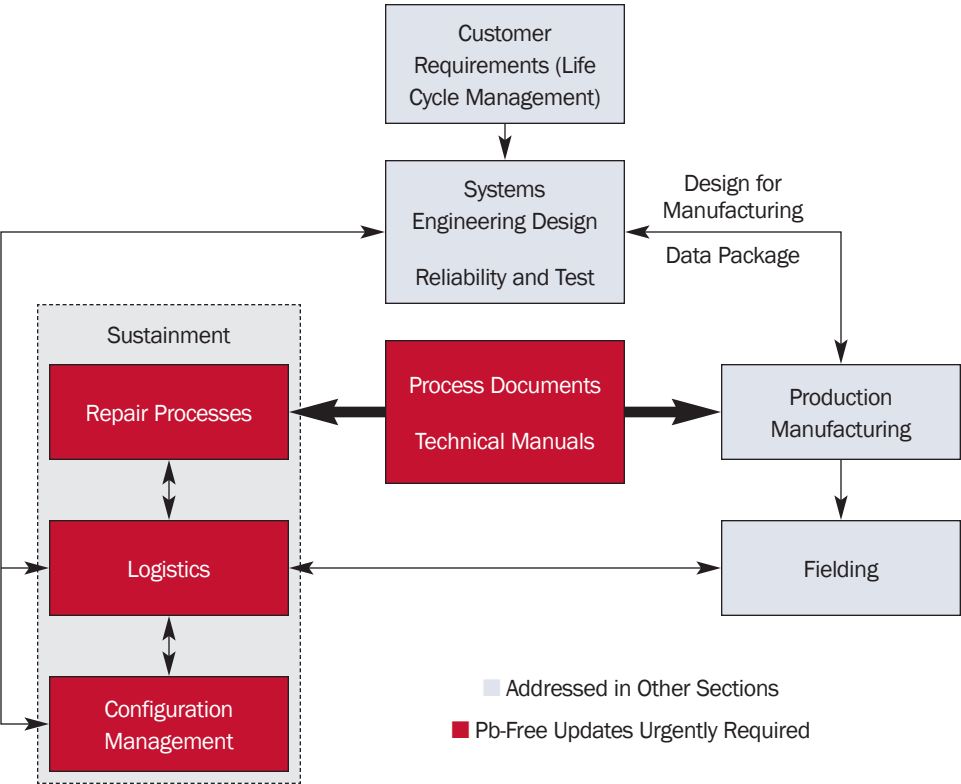 Customer
Requirements (Life
Cycle Management)
Systems
Engineering Design
Reliability and Test
Design for
Manufacturing
Data Package
Sustainment
Repair Processes
Process Documents
Technical Manuals
Production
Manufacturing
Logistics
Fielding
Configuration
Management
Addressed in Other Sections
Pb-Free Updates Urgently Required